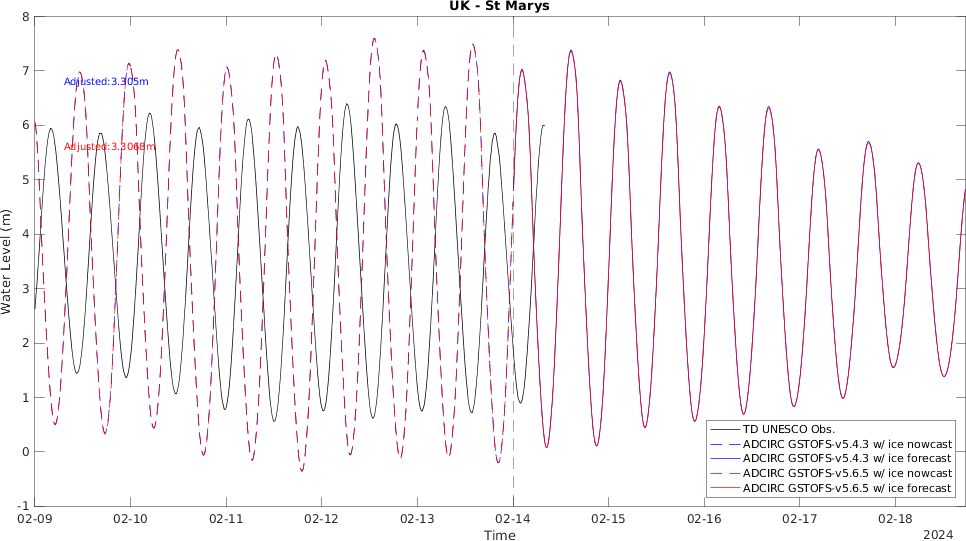 UK - St Marys
8
7
6
5
4
3
2
1
0
-1
Water Level (m)
Adjusted:3.305m
Adjusted:3.3068m
TD UNESCO Obs.
ADCIRC GSTOFS-v5.4.3 w/ ice nowcast
ADCIRC GSTOFS-v5.4.3 w/ ice forecast
ADCIRC GSTOFS-v5.6.5 w/ ice nowcast
ADCIRC GSTOFS-v5.6.5 w/ ice forecast
02-09 02-10 02-11 02-12 02-13 02-14 02-15 02-16 02-17 02-18
Time
2024